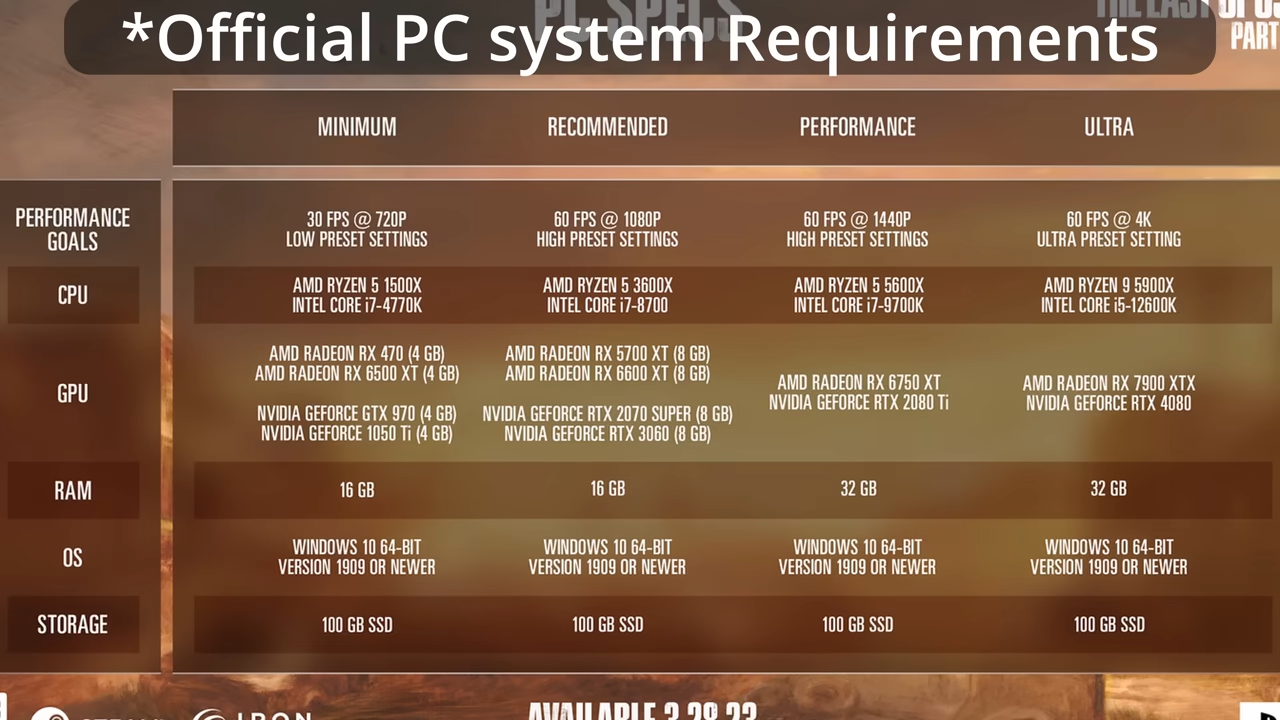 PC SPECS
*Official PC system Requirements
THE LAST OF US
PART
MINIMUM
RECOMMENDED
PERFORMANCE
ULTRA
PERFORMANCE
GOALS
30 FPS @ 720P
LOW PRESET SETTINGS
60 FPS @ 1080P
HIGH PRESET SETTINGS
60 FPS @ 1440P
HIGH PRESET SETTINGS
60 FPS @ 4K
ULTRA PRESET SETTING
CPU
AMD RYZEN 5 1500X
INTEL CORE i7-4770K
AMD RYZEN 5 3600X
INTEL CORE i7-8700
AMD RYZEN 5 5600X
INTEL CORE i7-9700K
AMD RYZEN 9 5900X
INTEL CORE i5-12600K
GPU
AMD RADEON RX 470 (4 GB)
AMD RADEON RX 6500 XT (4 GB)
NVIDIA GEFORCE GTX 970 (4 GB)
NVIDIA GEFORCE 1050 Ti (4 GB)
AMD RADEON RX 5700 XT (8 GB)
AMD RADEON RX 6600 XT (8 GB)
NVIDIA GEFORCE RTX 2070 SUPER (8 GB)
NVIDIA GEFORCE RTX 3060 (8 GB)
AMD RADEON RX 6750 XT
NVIDIA GEFORCE RTX 2080 Ti
AMD RADEON RX 7900 XTX
NVIDIA GEFORCE RTX 4080
RAM
16 GB
16 GB
32 GB
32 GB
OS
WINDOWS 10 64-BIT
VERSION 1909 OR NEWER
WINDOWS 10 64-BIT
VERSION 1909 OR NEWER
WINDOWS 10 64-BIT
VERSION 1909 OR NEWER
WINDOWS 10 64-BIT
VERSION 1909 OR NEWER
STORAGE
100 GB SSD
100 GB SSD
100 GB SSD
100 GB SSD
IRON
AVAILABLE 3.28.23